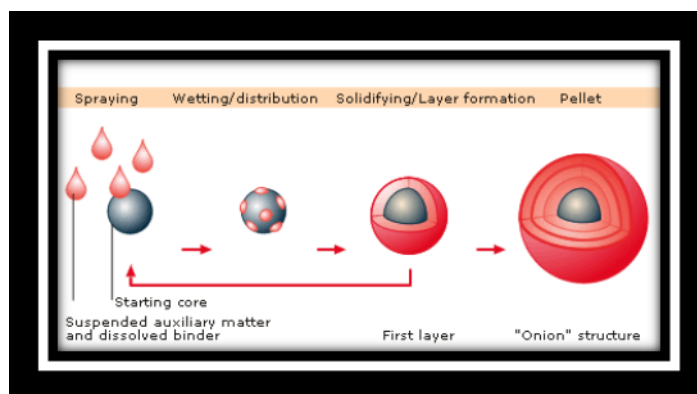 Spraying
Wetting/distribution
Solidifying/Layer formation
Pellet
Starting core
Suspended auxiliary matter
and dissolved binder
First layer
"Onion" structure